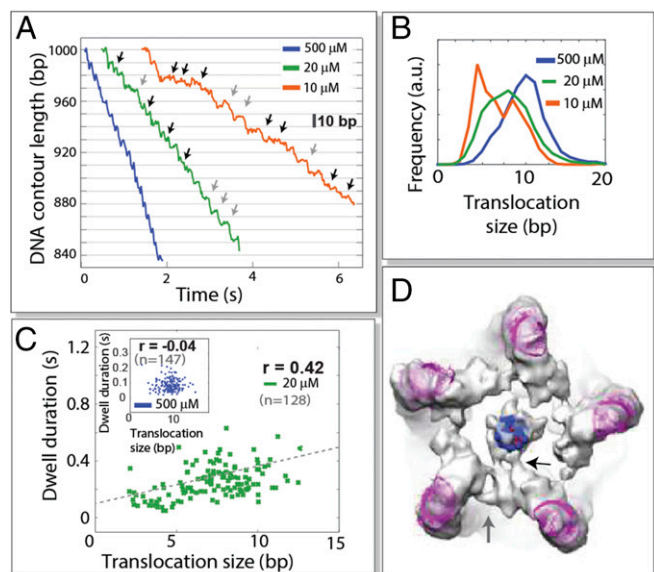 A
DNA contour length (bp)
1000
960
920
880
840
500 µM
20 µM
10 µM
10 bp
0
2
4
6
Time (s)
B
Frequency (a.u.)
500 µM
20 µM
10 µM
0
10
20
Translocation
size (bp)
C
Dwell duration (s)
1.2
0.8
0.4
0
r = -0.04
(n=147)
Dwell duration (s)
0.3
0.2
0.1
0
500 µM
10
Translocation
size (bp)
r = 0.42
20 µM
(n=128)
0
5
10
15
Translocation size (bp)
D